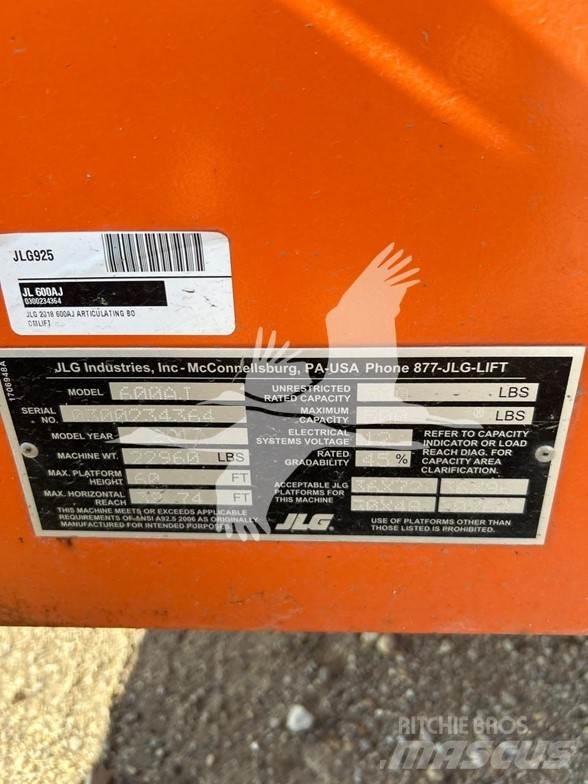 JLG925
JL 600AJ
0300234364
JLG 2018 600AJ ARTICULATING BO
OM LIFT
1706948A
JLG Industries, Inc - McConnellsburg, PA-USA Phone 877-JLG-LIFT
MODEL 600AJ
SERIAL NO. 0300234364
MODEL YEAR
MACHINE WT. 22960 LBS
MAX. PLATFORM HEIGHT 60 FT
MAX. HORIZONTAL REACH 74 FT
THIS MACHINE MEETS OR EXCEEDS APPLICABLE
REQUIREMENTS OF ANSI A92.5 2006 AS ORIGINALLY
MANUFACTURED FOR INTENDED PURPOSE
UNRESTRICTED RATED CAPACITY LBS
MAXIMUM CAPACITY LBS
ELECTRICAL SYSTEMS VOLTAGE
RATED GRADABILITY 45 %
REFER TO CAPACITY
INDICATOR OR LOAD
REACH DIAG. FOR
CAPACITY AREA
CLARIFICATION.
ACCEPTABLE JLG
PLATFORMS FOR
THIS MACHINE
JLG
USE OF PLATFORMS OTHER THAN
THOSE LISTED IS PROHIBITED.
RITCHIE BROS.
MASCUS